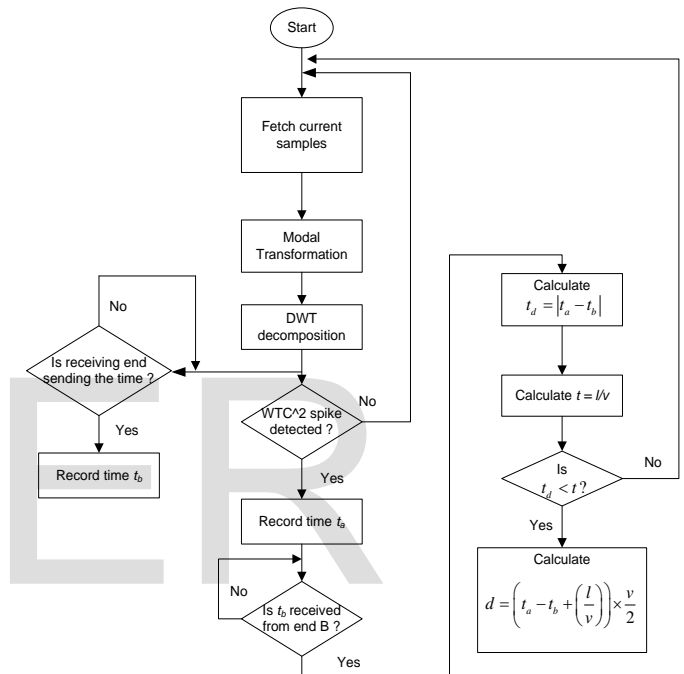 Start
Fetch current
samples
Modal
Transformation
DWT
decomposition
No
Is receiving end
sending the time ?
Yes
Record time t_b
WTC^2 spike
detected ?
No
Yes
Record time t_a
No
Is t_b received
from end B ?
Yes
Calculate
t_d = |t_a − t_b|
Calculate t = l/v
Is
t_d < t ?
No
Yes
Calculate
d = (t_a − t_b + (l/v)) × v/2
E R